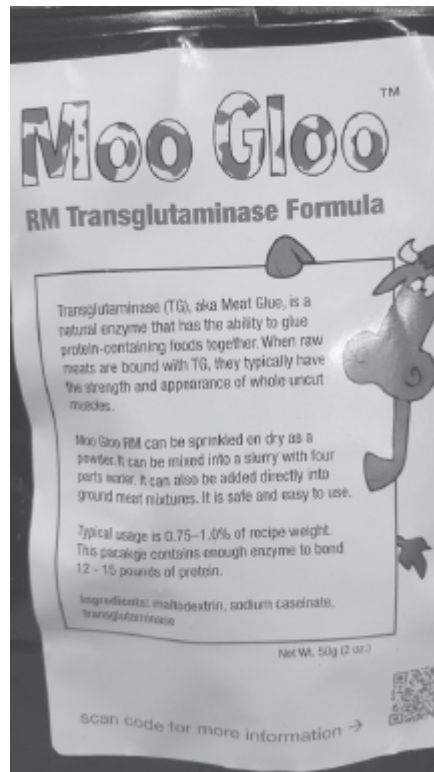 Moo Gloo™
RM Transglutaminase Formula
Transglutaminase (TG), aka Meat Glue, is a
natural enzyme that has the ability to glue
protein-containing foods together. When raw
meats are bound with TG, they typically have
the strength and appearance of whole uncut
muscles.
Moo Gloo RM can be sprinkled on dry as a
powder. It can be mixed into a slurry with four
parts water. It can also be added directly into
ground meat mixtures. It is safe and easy to use.
Typical usage is 0.75–1.0% of recipe weight.
This pacakge contains enough enzyme to bond
12 - 15 pounds of protein.
Ingredients: maltodextrin, sodium caseinate,
transglutaminase
Net Wt. 50g (2 oz.)
scan code for more information →